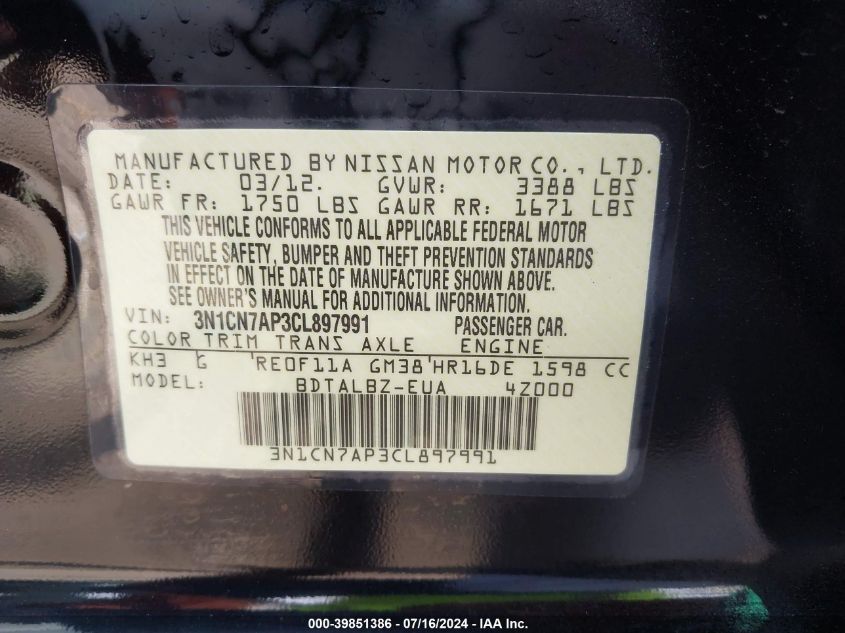 MANUFACTURED BY NISSAN MOTOR CO., LTD.
DATE: 03/12. GVWR: 3388 LBS
GAWR FR: 1750 LBS GAWR RR: 1671 LBS
THIS VEHICLE CONFORMS TO ALL APPLICABLE FEDERAL MOTOR
VEHICLE SAFETY, BUMPER AND THEFT PREVENTION STANDARDS
IN EFFECT ON THE DATE OF MANUFACTURE SHOWN ABOVE.
SEE OWNER'S MANUAL FOR ADDITIONAL INFORMATION.
VIN: 3N1CN7AP3CL897991 PASSENGER CAR.
COLOR TRIM TRANS AXLE ENGINE
KH3 G RE0F11A GM38 HR16DE 1598 CC
MODEL: BDTALBZ-EUA 4Z000
3N1CN7AP3CL897991
000-39851386 - 07/16/2024 - IAA Inc.